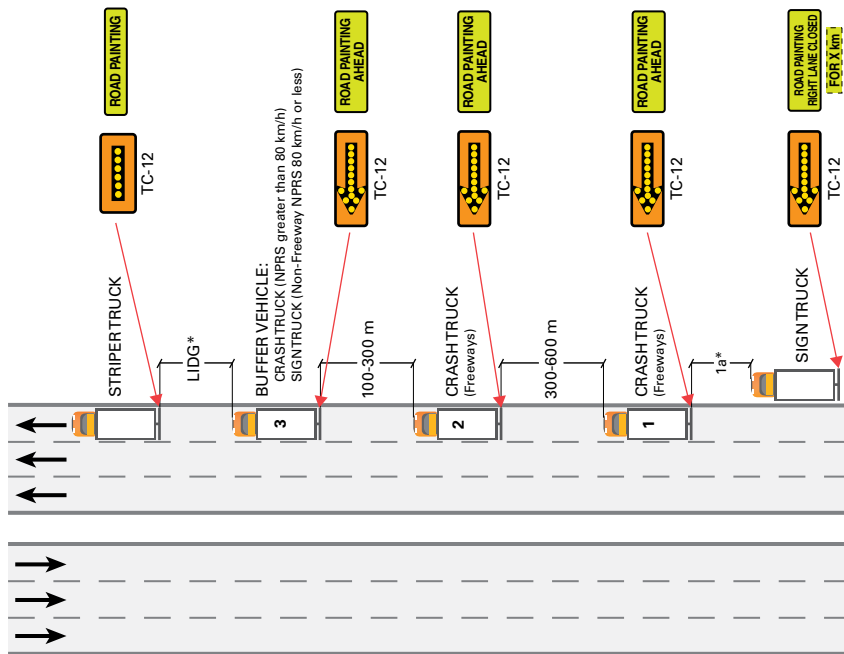 ROAD PAINTING
TC-12
STRIPER TRUCK
LIDG*
BUFFER VEHICLE:
CRASH TRUCK (NPRS greater than 80 km/h)
SIGN TRUCK (Non-Freeway NPRS 80 km/h or less)
ROAD PAINTING
AHEAD
TC-12
3
100-300 m
ROAD PAINTING
AHEAD
TC-12
CRASH TRUCK
(Freeways)
2
300-600 m
ROAD PAINTING
AHEAD
TC-12
CRASH TRUCK
(Freeways)
1
1a*
ROAD PAINTING
RIGHT LANE CLOSED
FOR X km
TC-12
SIGN TRUCK